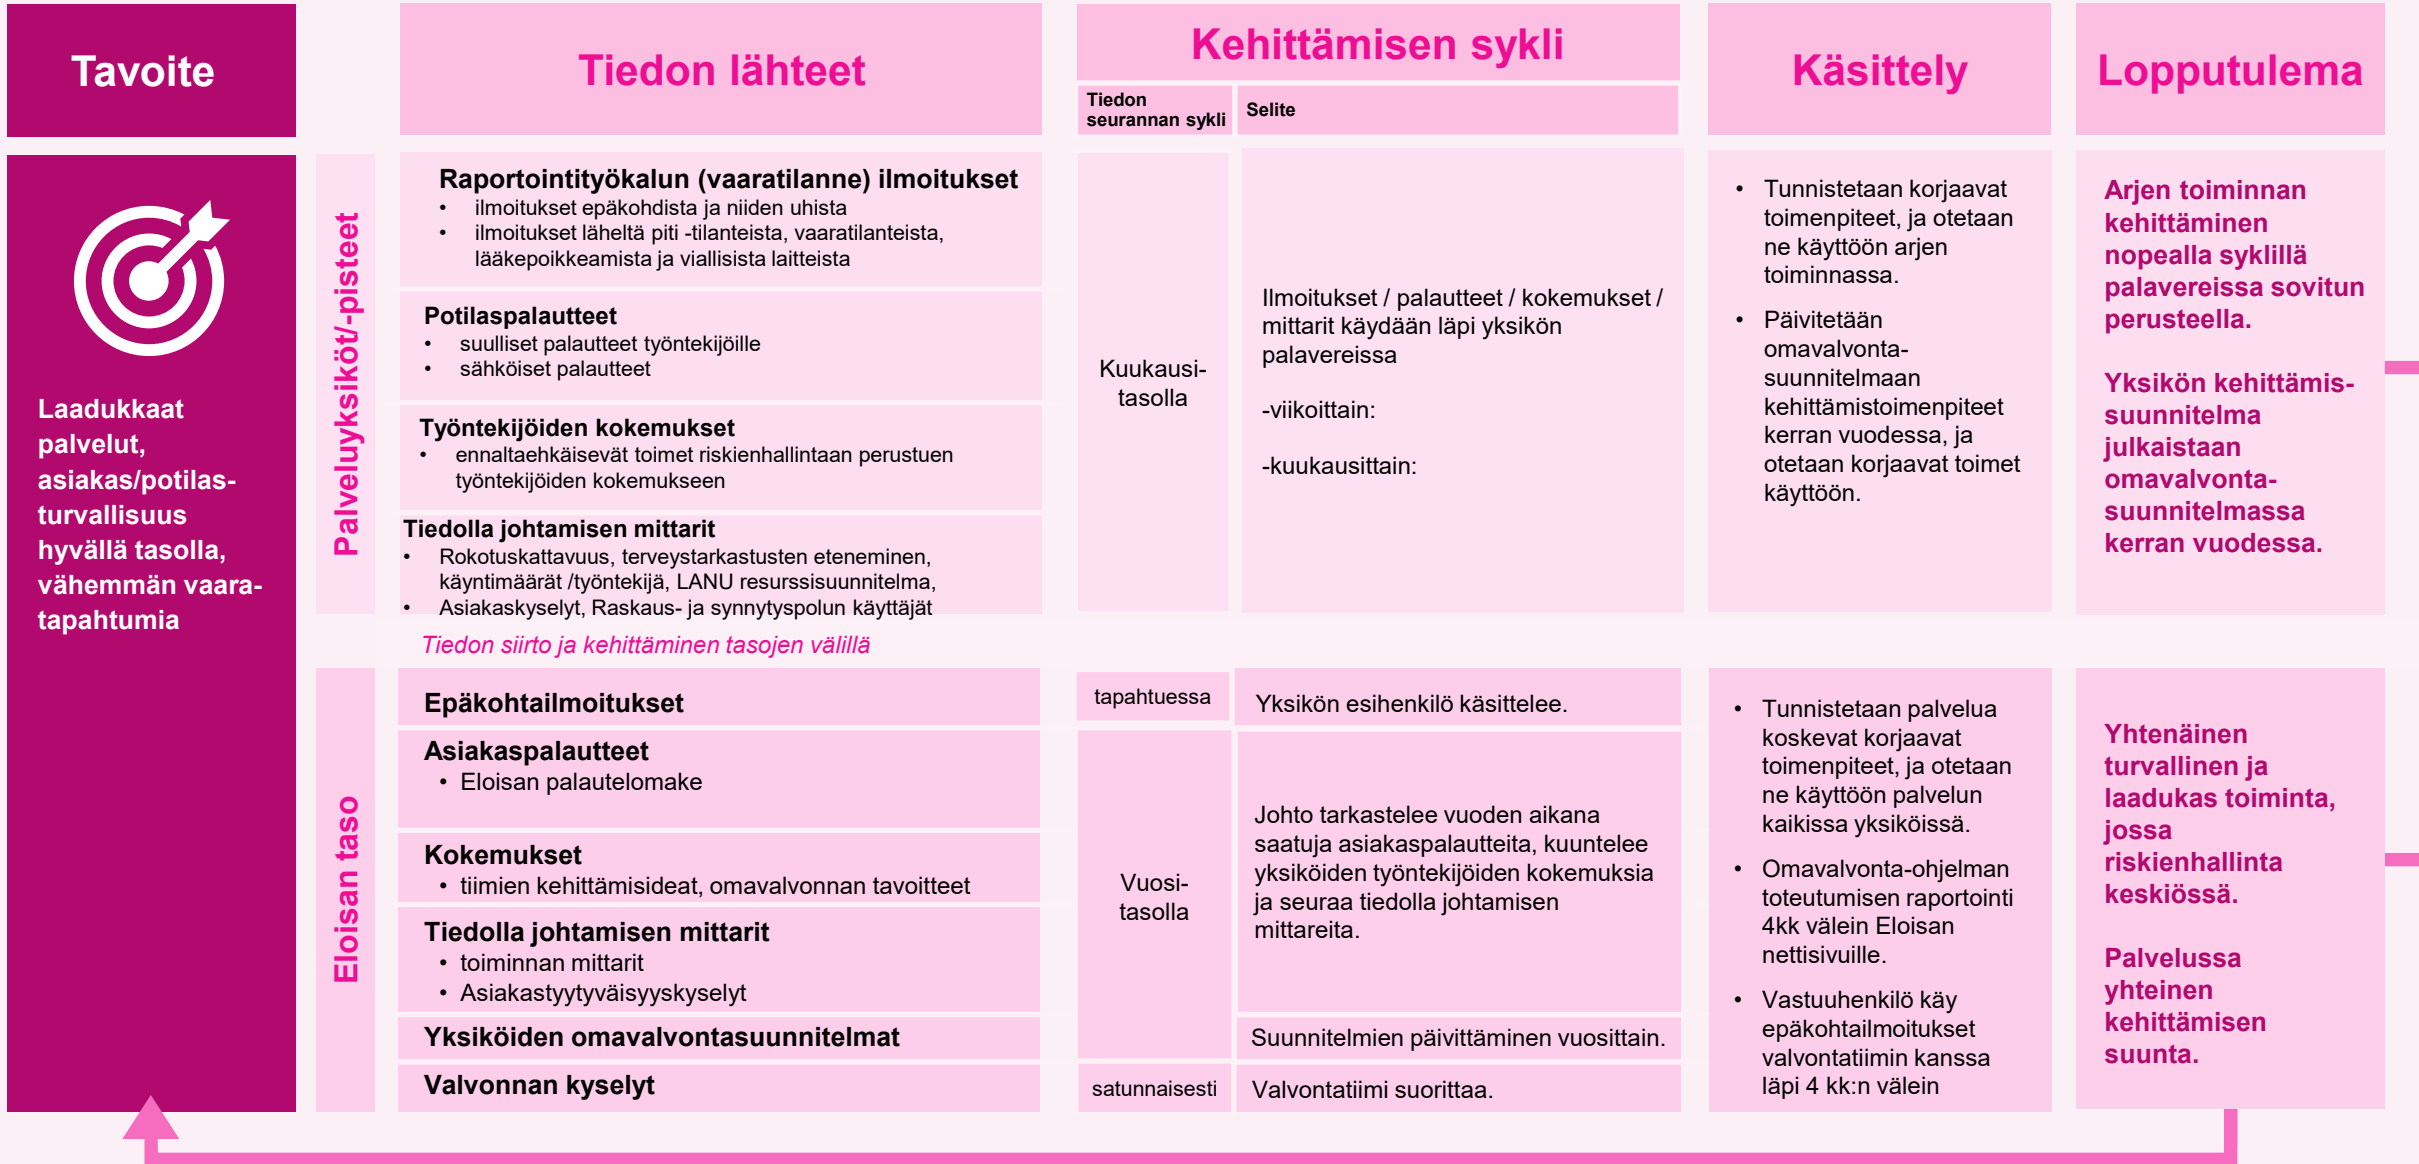 Tavoite
Tiedon lähteet
Kehittämisen sykli
Tiedon
seurannan sykli
Selite
Käsittely
Lopputulema
Laadukkaat
palvelut,
asiakas/potilas-
turvallisuus
hyvällä tasolla,
vähemmän vaara-
tapahtumia
Palveluyksiköt/-pisteet
Raportointityökalun (vaaratilanne) ilmoitukset
• ilmoitukset epäkohdista ja niiden uhista
• ilmoitukset läheltä piti -tilanteista, vaaratilanteista,
lääkepoikkeamista ja viallisista laitteista
Potilaspalautteet
• suulliset palautteet työntekijöille
• sähköiset palautteet
Työntekijöiden kokemukset
• ennaltaehkäisevät toimet riskienhallintaan perustuen
työntekijöiden kokemukseen
Tiedolla johtamisen mittarit
• Rokotuskattavuus, terveystarkastusten eteneminen,
käyntimäärät /työntekijä, LANU resurssisuunnitelma,
• Asiakaskyselyt, Raskaus- ja synnytyspolun käyttäjät
Kuukausi-
tasolla
Ilmoitukset / palautteet / kokemukset /
mittarit käydään läpi yksikön
palavereissa
-viikoittain:
-kuukausittain:
• Tunnistetaan korjaavat
toimenpiteet, ja otetaan
ne käyttöön arjen
toiminnassa.
• Päivitetään
omavalvonta-
suunnitelmaan
kehittämistoimenpiteet
kerran vuodessa, ja
otetaan korjaavat toimet
käyttöön.
Arjen toiminnan
kehittäminen
nopealla syklillä
palavereissa sovitun
perusteella.
Yksikön kehittämis-
suunnitelma
julkaistaan
omavalvonta-
suunnitelmassa
kerran vuodessa.
Tiedon siirto ja kehittäminen tasojen välillä
Eloisan taso
Epäkohtailmoitukset
Asiakaspalautteet
• Eloisan palautelomake
Kokemukset
• tiimien kehittämisideat, omavalvonnan tavoitteet
Tiedolla johtamisen mittarit
• toiminnan mittarit
• Asiakastyytyväisyyskyselyt
Yksiköiden omavalvontasuunnitelmat
Valvonnan kyselyt
tapahtuessa
Yksikön esihenkilö käsittelee.
Vuosi-
tasolla
Johto tarkastelee vuoden aikana
saatuja asiakaspalautteita, kuuntelee
yksiköiden työntekijöiden kokemuksia
ja seuraa tiedolla johtamisen
mittareita.
Suunnitelmien päivittäminen vuosittain.
satunnaisesti
Valvontatiimi suorittaa.
• Tunnistetaan palvelua
koskevat korjaavat
toimenpiteet, ja otetaan
ne käyttöön palvelun
kaikissa yksiköissä.
• Omavalvonta-ohjelman
toteutumisen raportointi
4kk välein Eloisan
nettisivuille.
• Vastuuhenkilö käy
epäkohtailmoitukset
valvontatiimin kanssa
läpi 4 kk:n välein
Yhtenäinen
turvallinen ja
laadukas toiminta,
jossa
riskienhallinta
keskiössä.
Palvelussa
yhteinen
kehittämisen
suunta.